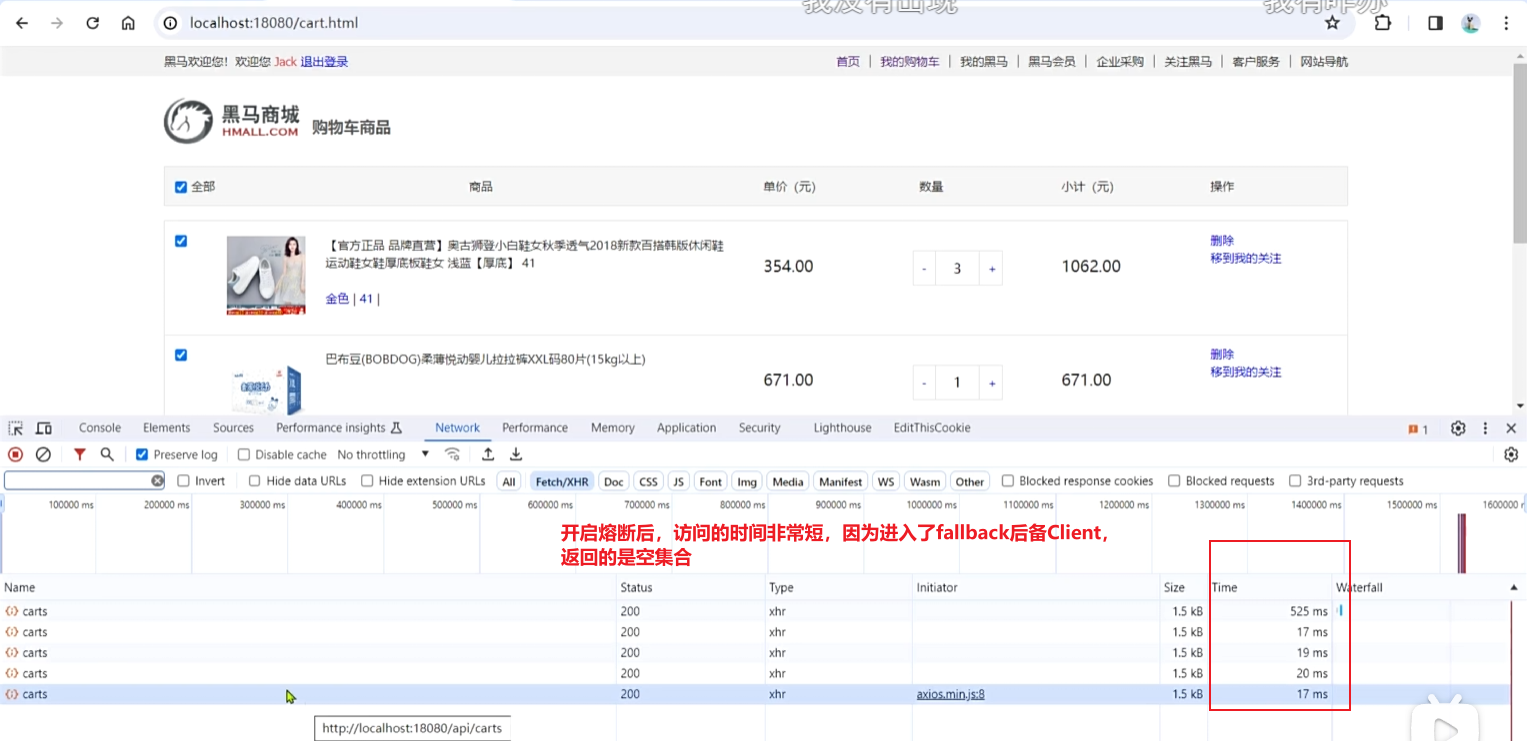 我没有出现
我有咋办
localhost:18080/cart.html
黑马欢迎您！欢迎您 Jack 退出登录
首页 | 我的购物车 | 我的黑马 | 黑马会员 | 企业采购 | 关注黑马 | 客户服务 | 网站导航
黑马商城
HMALL.COM
购物车商品
全部 商品 单价（元） 数量 小计（元） 操作
【官方正品 品牌直营】奥古狮登小白鞋女秋季透气2018新款百搭韩版休闲鞋
运动鞋女鞋厚底板鞋女 浅蓝【厚底】 41
金色 | 41 |
354.00 - 3 + 1062.00
删除
移到我的关注
巴布豆(BOBDOG)柔薄悦动婴儿拉拉裤XXL码80片(15kg以上)
671.00 - 1 + 671.00
删除
移到我的关注
Console Elements Sources Performance insights Network Performance Memory Application Security Lighthouse EditThisCookie 1
Preserve log Disable cache No throttling
Invert Hide data URLs Hide extension URLs All Fetch/XHR Doc CSS JS Font Img Media Manifest WS Wasm Other Blocked response cookies Blocked requests 3rd-party requests
100000 ms 200000 ms 300000 ms 400000 ms 500000 ms 600000 ms 700000 ms 800000 ms 900000 ms 1000000 ms 1100000 ms 1200000 ms 1300000 ms 1400000 ms 1500000 ms 1600000
开启熔断后，访问的时间非常短，因为进入了fallback后备Client，
返回的是空集合
Name Status Type Initiator Size Time Waterfall
carts 200 xhr 1.5 kB 525 ms
carts 200 xhr 1.5 kB 17 ms
carts 200 xhr 1.5 kB 19 ms
carts 200 xhr 1.5 kB 20 ms
carts 200 xhr axios.min.js:8 1.5 kB 17 ms
http://localhost:18080/api/carts